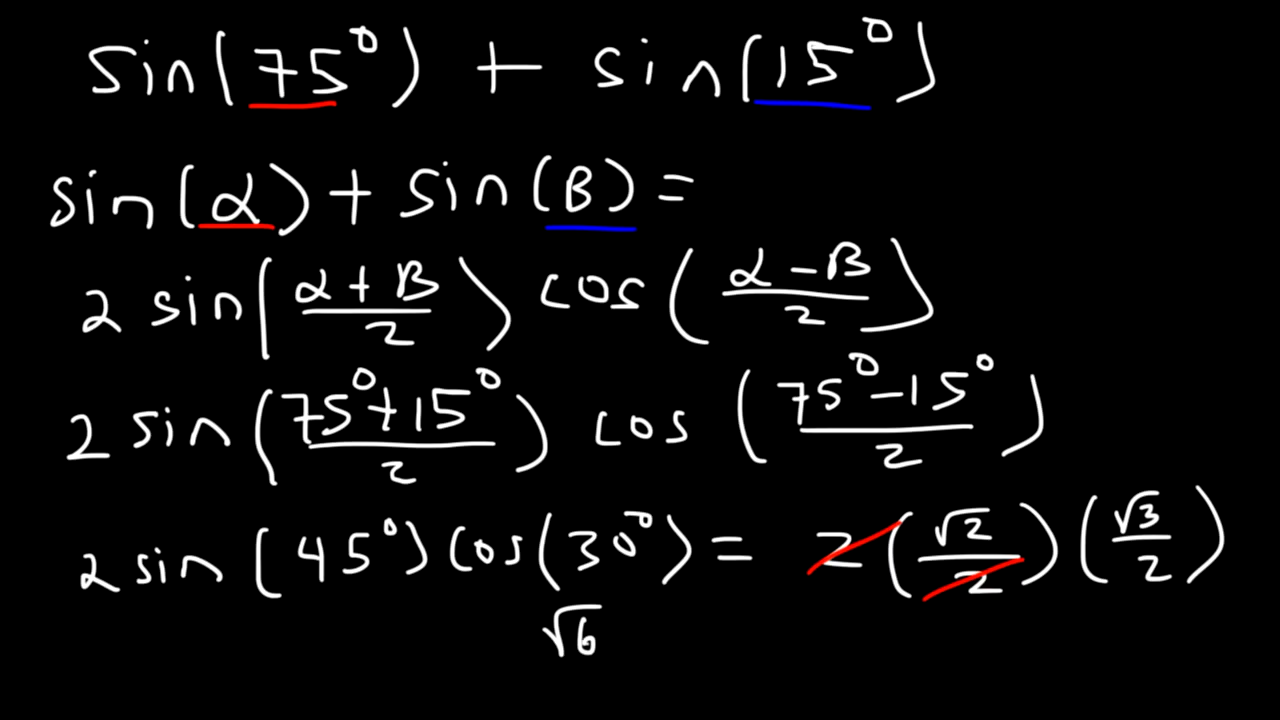 sin(75°) + sin(15°)
sin(α) + sin(β) =
2 sin((α + β)/2) cos((α − β)/2)
2 sin((75° + 15°)/2) cos((75° − 15°)/2)
2 sin(45°) cos(30°) = 2(√2/2)(√3/2)
√6